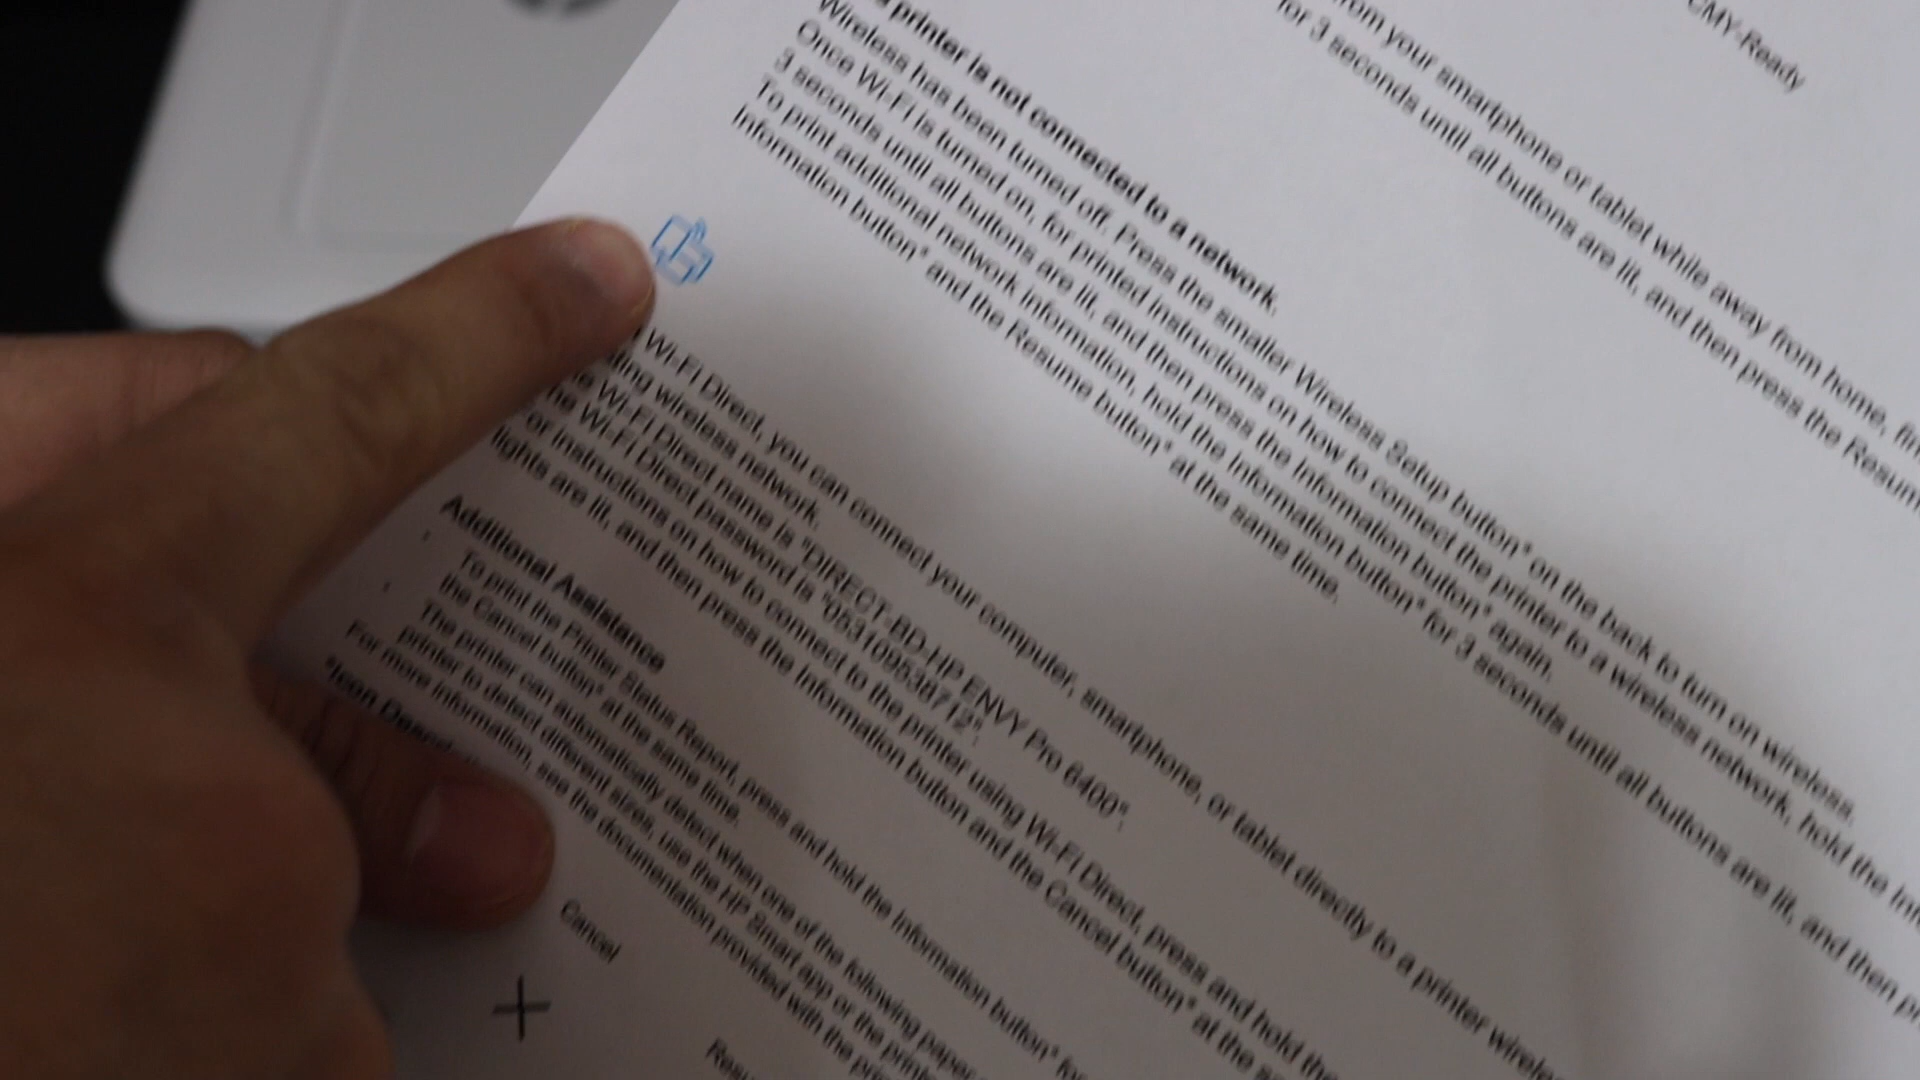 CMY-Ready
from your smartphone or tablet while away from home,
for 3 seconds until all buttons are lit, and then press the
printer is not connected to a network.
Wireless has been turned off. Press the smaller Wireless Setup button* on the back to turn on wireless.
Once Wi-Fi is turned on, for printed instructions on how to connect the printer to a wireless network, hold the
3 seconds until all buttons are lit, and then press the Information button* again.
To print additional network information, hold the Information button* for 3 seconds until all buttons are lit, and then
Information button* and the Resume button* at the same time.
Wi-Fi Direct, you can connect your computer, smartphone, or tablet directly to a printer
wireless network.
Wi-Fi Direct name is "DIRECT-BD-HP ENVY Pro 6400".
Wi-Fi Direct password is
or instructions on how to connect to the printer using Wi-Fi Direct, press and hold the
lights are lit, and then press the Information button and the Cancel button* at the
Additional Assistance
To print the Printer Status Report, press and hold the Information button*
the Cancel button* at the same time.
The printer can automatically detect when one of the following paper
printer to detect different sizes, use the HP Smart app or the
For more information, see the documentation provided with the
*Icon
Cancel